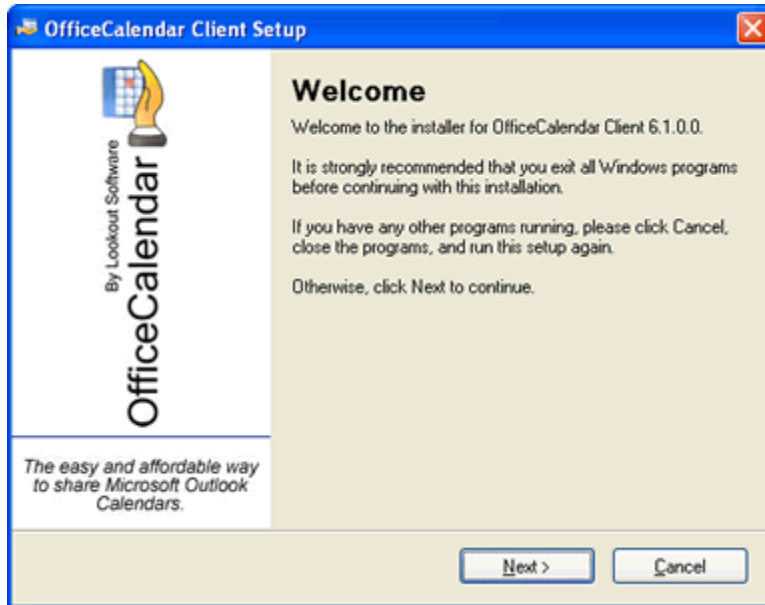 OfficeCalendar Client Setup
By Lookout Software
OfficeCalendar
The easy and affordable way
to share Microsoft Outlook
Calendars.
Welcome
Welcome to the installer for OfficeCalendar Client 6.1.0.0.
It is strongly recommended that you exit all Windows programs
before continuing with this installation.
If you have any other programs running, please click Cancel,
close the programs, and run this setup again.
Otherwise, click Next to continue.
Next >
Cancel